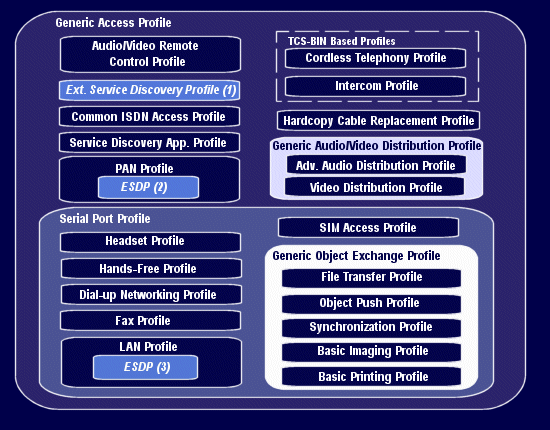 Generic Access Profile
Audio/Video Remote
Control Profile
Ext. Service Discovery Profile (1)
Common ISDN Access Profile
Service Discovery App. Profile
PAN Profile
ESDP (2)
TCS-BIN Based Profiles
Cordless Telephony Profile
Intercom Profile
Hardcopy Cable Replacement Profile
Generic Audio/Video Distribution Profile
Adv. Audio Distribution Profile
Video Distribution Profile
Serial Port Profile
Headset Profile
Hands-Free Profile
Dial-up Networking Profile
Fax Profile
LAN Profile
ESDP (3)
SIM Access Profile
Generic Object Exchange Profile
File Transfer Profile
Object Push Profile
Synchronization Profile
Basic Imaging Profile
Basic Printing Profile